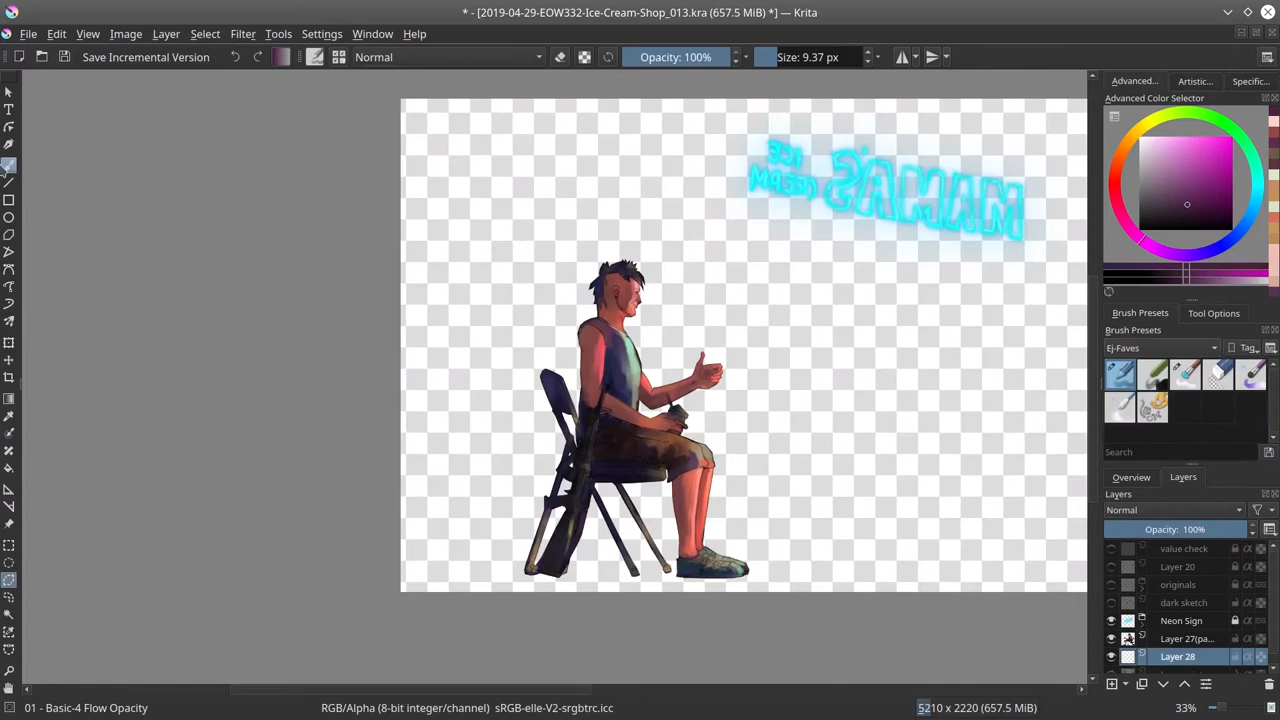 * - [2019-04-29-EOW332-Ice-Cream-Shop_013.kra (657.5 MiB) *] — Krita
File Edit View Image Layer Select Filter Tools Settings Window Help
Save Incremental Version Normal Opacity: 100% Size: 9.37 px
Advanced... Artistic... Specific...
Advanced Color Selector
ICE MAMA'S
CREAM
Brush Presets Tool Options
Brush Presets
Ej-Faves Tag
Search
Overview Layers
Layers
Normal
Opacity: 100%
value check
Layer 20
originals
dark sketch
Neon Sign
Layer 27(pa...
Layer 28
01 - Basic-4 Flow Opacity RGB/Alpha (8-bit integer/channel) sRGB-elle-V2-srgbtrc.icc 5210 x 2220 (657.5 MiB) 33%